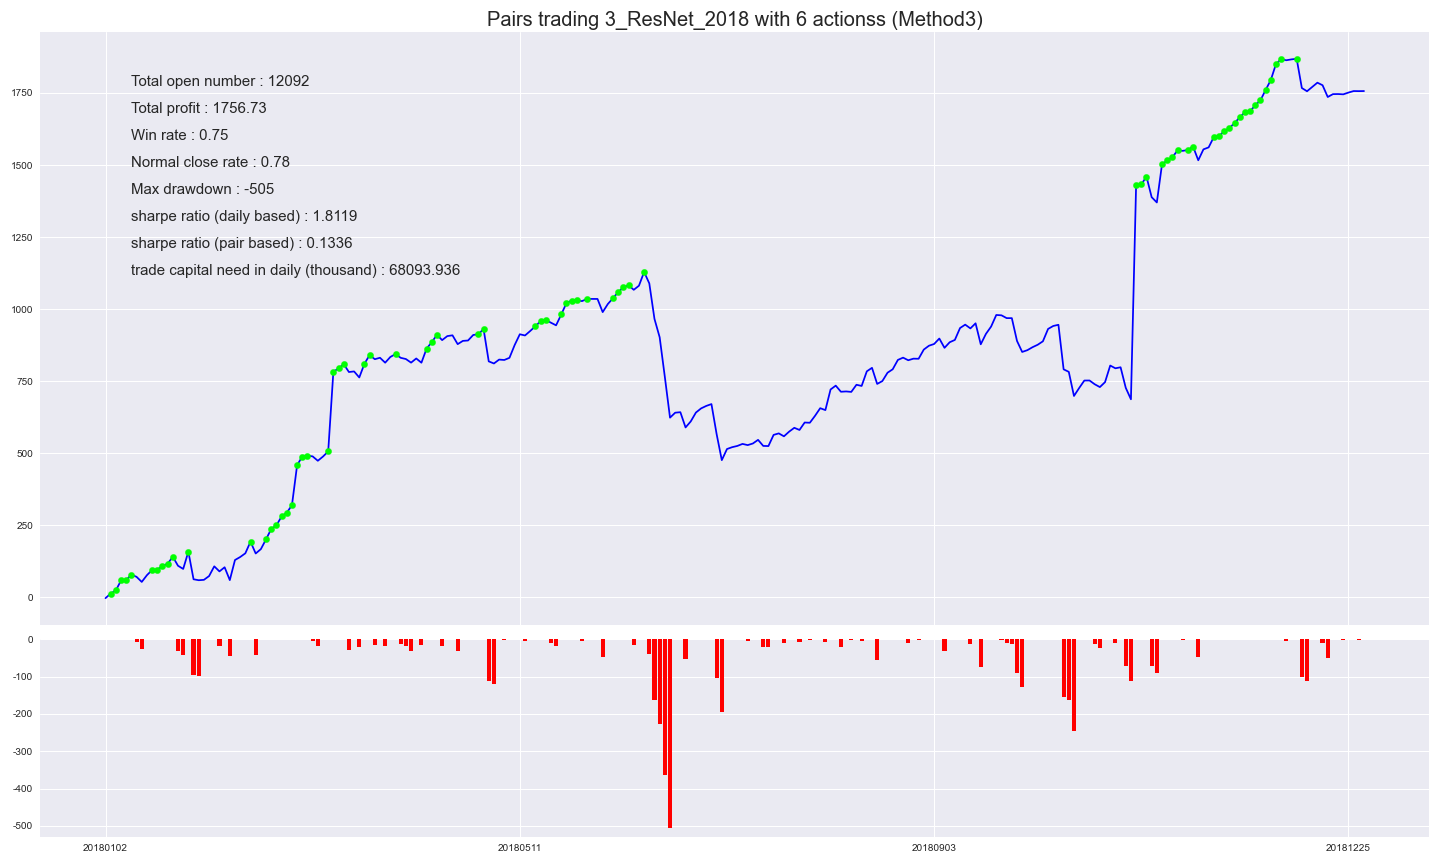 Pairs trading 3_ResNet_2018 with 6 actionss (Method3)
Total open number : 12092
Total profit : 1756.73
Win rate : 0.75
Normal close rate : 0.78
Max drawdown : -505
sharpe ratio (daily based) : 1.8119
sharpe ratio (pair based) : 0.1336
trade capital need in daily (thousand) : 68093.936
1750
1500
1250
1000
750
500
250
0
0
-100
-200
-300
-400
-500
20180102 20180511 20180903 20181225